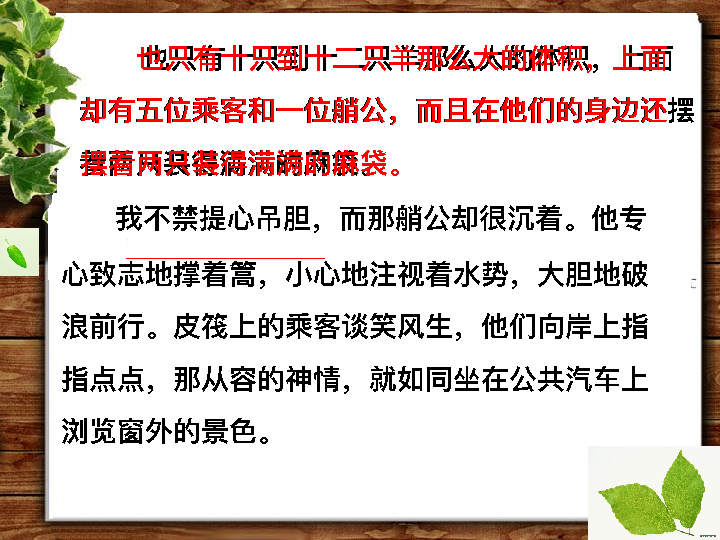 也只有十只到十二只羊那么大的体积，上面
却有五位乘客和一位艄公，而且在他们的身边还摆
着两只装得满满的麻袋。
我不禁提心吊胆，而那艄公却很沉着。他专
心致志地撑着篙，小心地注视着水势，大胆地破
浪前行。皮筏上的乘客谈笑风生，他们向岸上指
指点点，那从容的神情，就如同坐在公共汽车上
浏览窗外的景色。